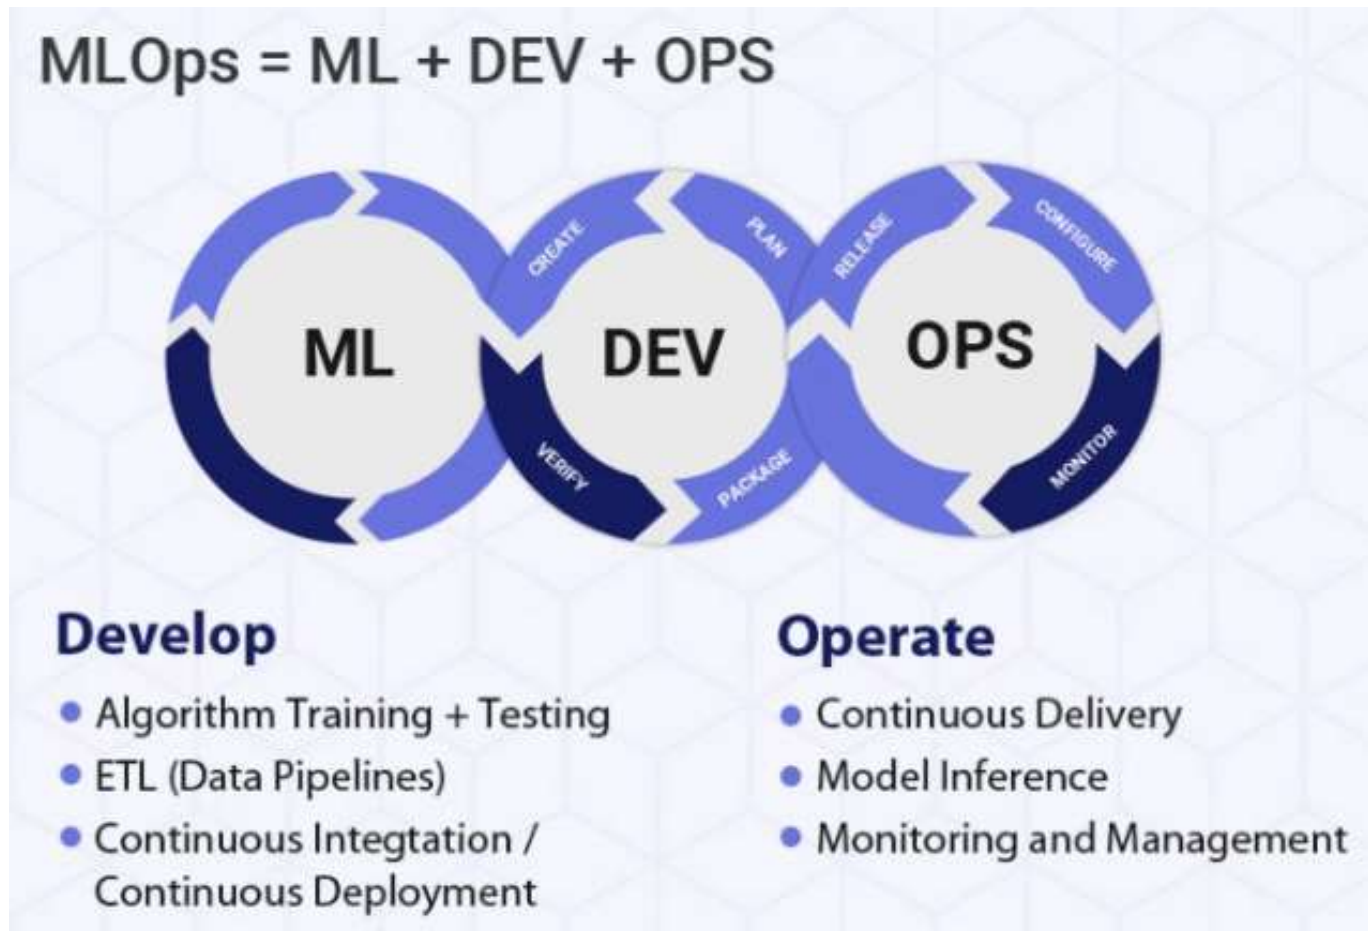 MLOps = ML + DEV + OPS
ML
DEV
OPS
CREATE
PLAN
VERIFY
PACKAGE
RELEASE
CONFIGURE
MONITOR
Develop
Algorithm Training + Testing
ETL (Data Pipelines)
Continuous Integtation /
Continuous Deployment
Operate
Continuous Delivery
Model Inference
Monitoring and Management